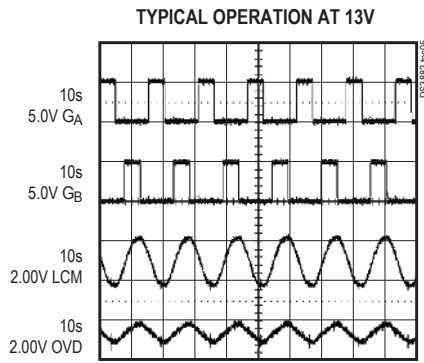 TYPICAL OPERATION AT 13V
10s
5.0V GA
10s
5.0V GB
10s
2.00V LCM
10s
2.00V OVD